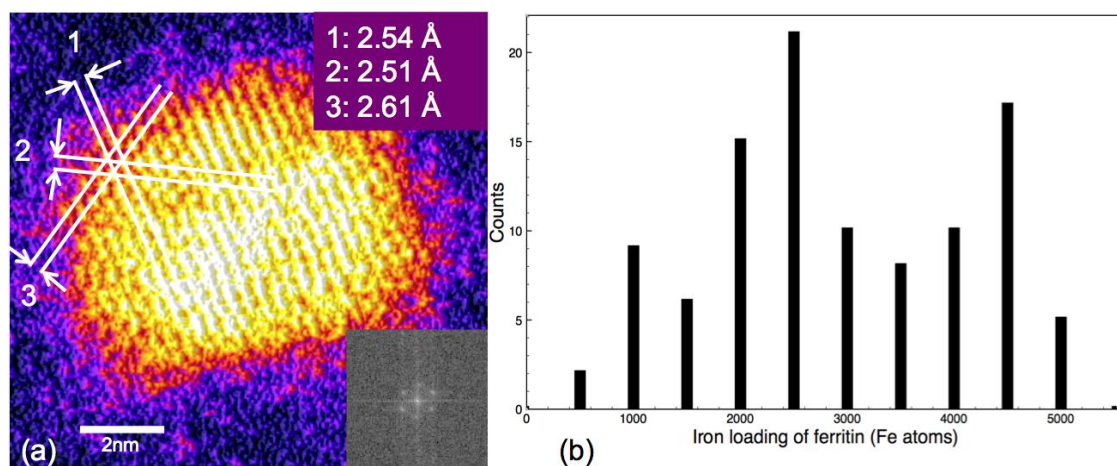 1
1: 2.54 Å
2: 2.51 Å
3: 2.61 Å
2
3
(a)
2nm
20
15
10
5
0
Counts
0
1000
2000
3000
4000
5000
Iron loading of ferritin (Fe atoms)
(b)